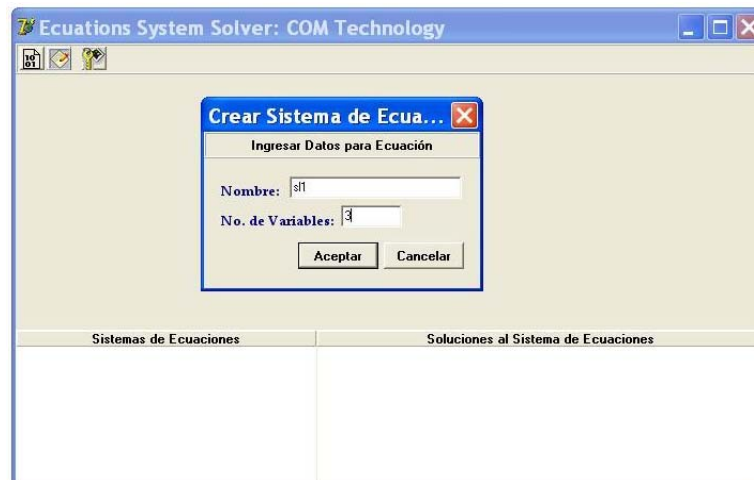 Ecuations System Solver: COM Technology
Crear Sistema de Ecua...
Ingresar Datos para Ecuación
Nombre: sl1
No. de Variables: 3
Aceptar Cancelar
Sistemas de Ecuaciones Soluciones al Sistema de Ecuaciones